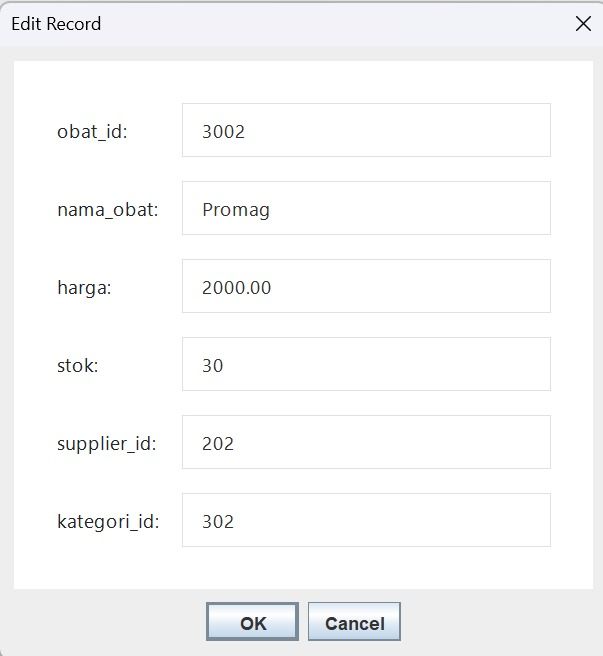 Edit Record
obat_id: 3002
nama_obat: Promag
harga: 2000.00
stok: 30
supplier_id: 202
kategori_id: 302
OK Cancel